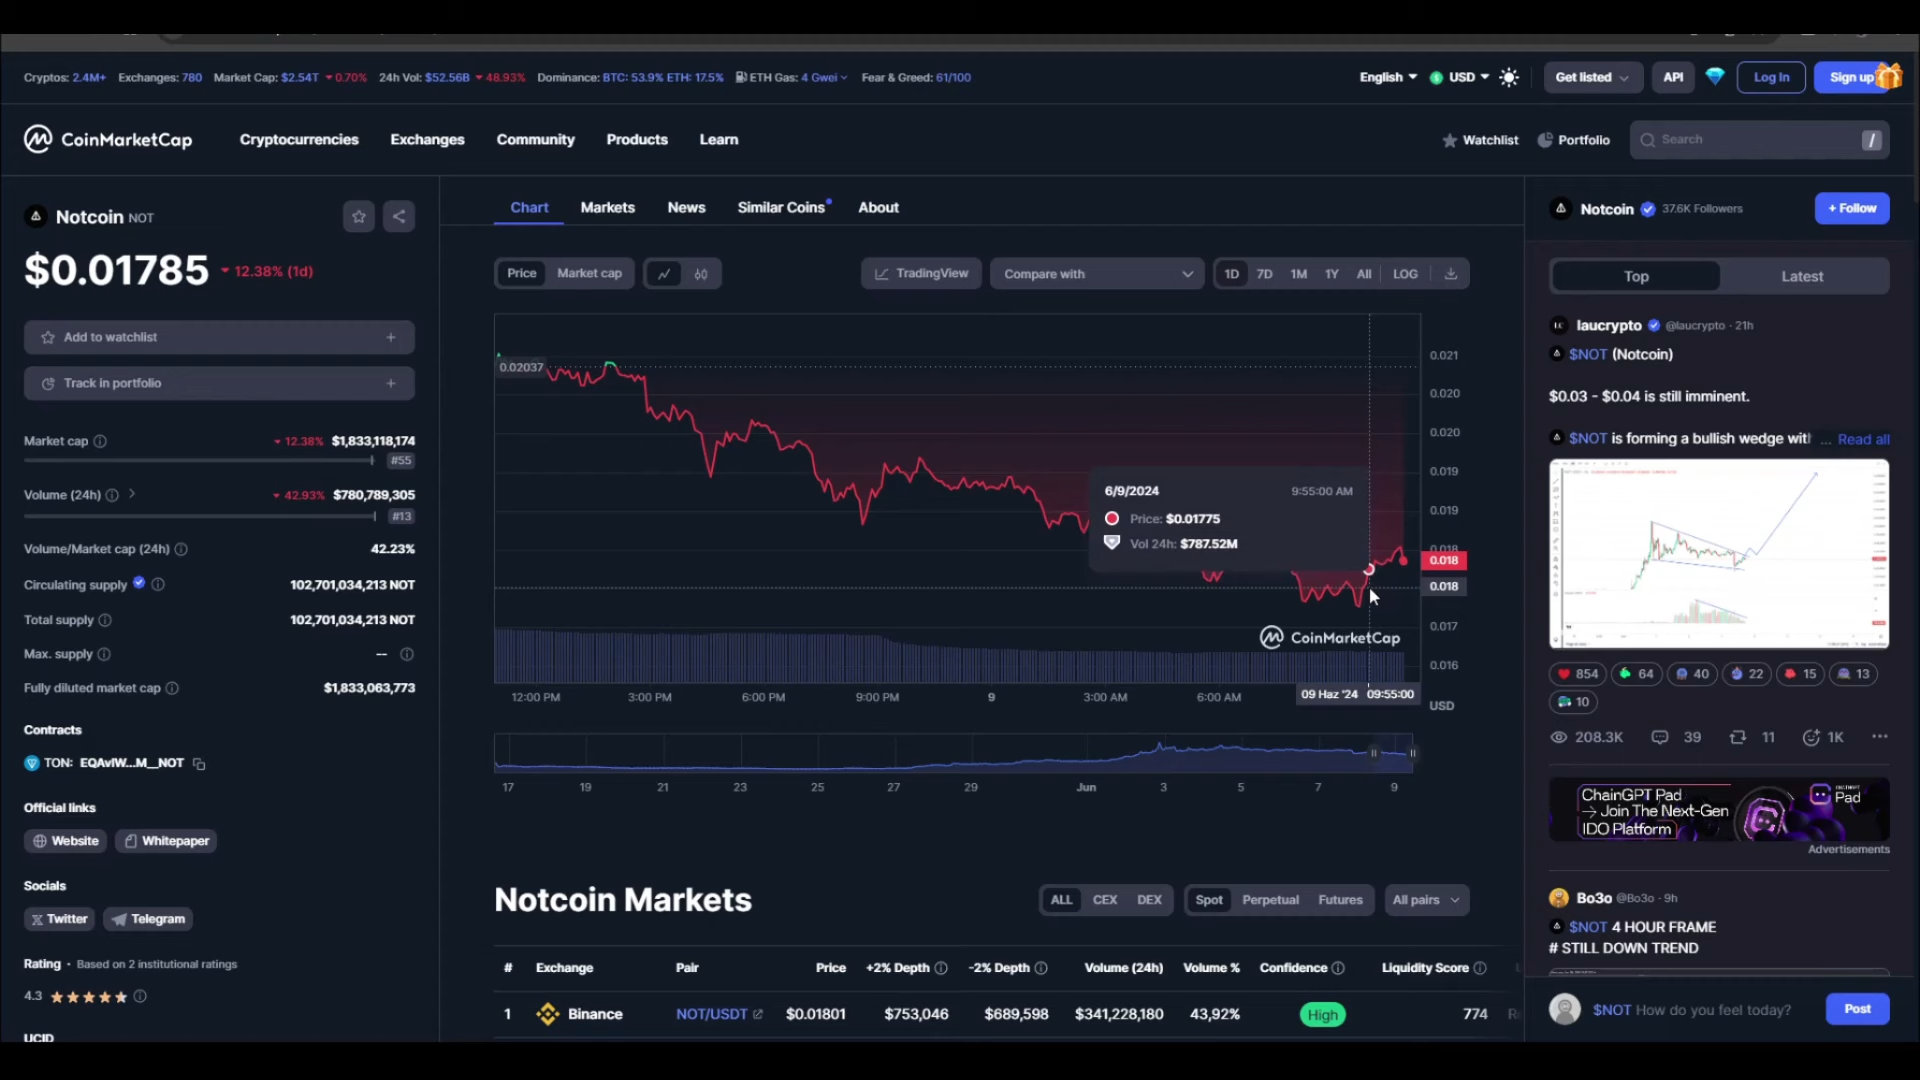 Cryptos: 2.4M+ Exchanges: 780 Market Cap: $2.54T 0.70% 24h Vol: $52.56B 48.93% Dominance: BTC: 53.9% ETH: 17.5% ETH Gas: 4 Gwei Fear & Greed: 61/100
English USD Get listed API Log In Sign up
CoinMarketCap Cryptocurrencies Exchanges Community Products Learn Watchlist Portfolio Search /
Notcoin NOT
$0.01785 12.38% (1d)
Add to watchlist +
Track in portfolio +
Market cap 12.38% $1,833,118,174
#55
Volume (24h) 42.93% $780,789,305
#13
Volume/Market cap (24h) 42.23%
Circulating supply 102,701,034,213 NOT
Total supply 102,701,034,213 NOT
Max. supply --
Fully diluted market cap $1,833,063,773
Contracts
TON: EQAvlW...M__NOT
Official links
Website Whitepaper
Socials
Twitter Telegram
Rating · Based on 2 institutional ratings
4.3
UCID
Chart Markets News Similar Coins About
Price Market cap TradingView Compare with 1D 7D 1M 1Y All LOG
0.02037
0.021
0.020
0.020
0.019
0.019
0.018
0.018
0.018
0.017
0.016
6/9/2024 9:55:00 AM
Price: $0.01775
Vol 24h: $787.52M
CoinMarketCap
12:00 PM 3:00 PM 6:00 PM 9:00 PM 9 3:00 AM 6:00 AM 09 Haz '24 09:55:00
USD
17 19 21 23 25 27 29 Jun 3 5 7 9
Notcoin Markets ALL CEX DEX Spot Perpetual Futures All pairs
# Exchange Pair Price +2% Depth -2% Depth Volume (24h) Volume % Confidence Liquidity Score
1 Binance NOT/USDT $0.01801 $753,046 $689,598 $341,228,180 43,92% High 774
Notcoin 37.6K Followers + Follow
Top Latest
laucrypto @laucrypto · 21h
$NOT (Notcoin)
$0.03 - $0.04 is still imminent.
$NOT is forming a bullish wedge with ... Read all
854 64 40 22 15 13
10
208.3K 39 11 1K ...
ChainGPT Pad
→ Join The Next-Gen
IDO Platform
Pad
Advertisements
Bo3o @Bo3o · 9h
$NOT 4 HOUR FRAME
# STILL DOWN TREND
$NOT How do you feel today? Post